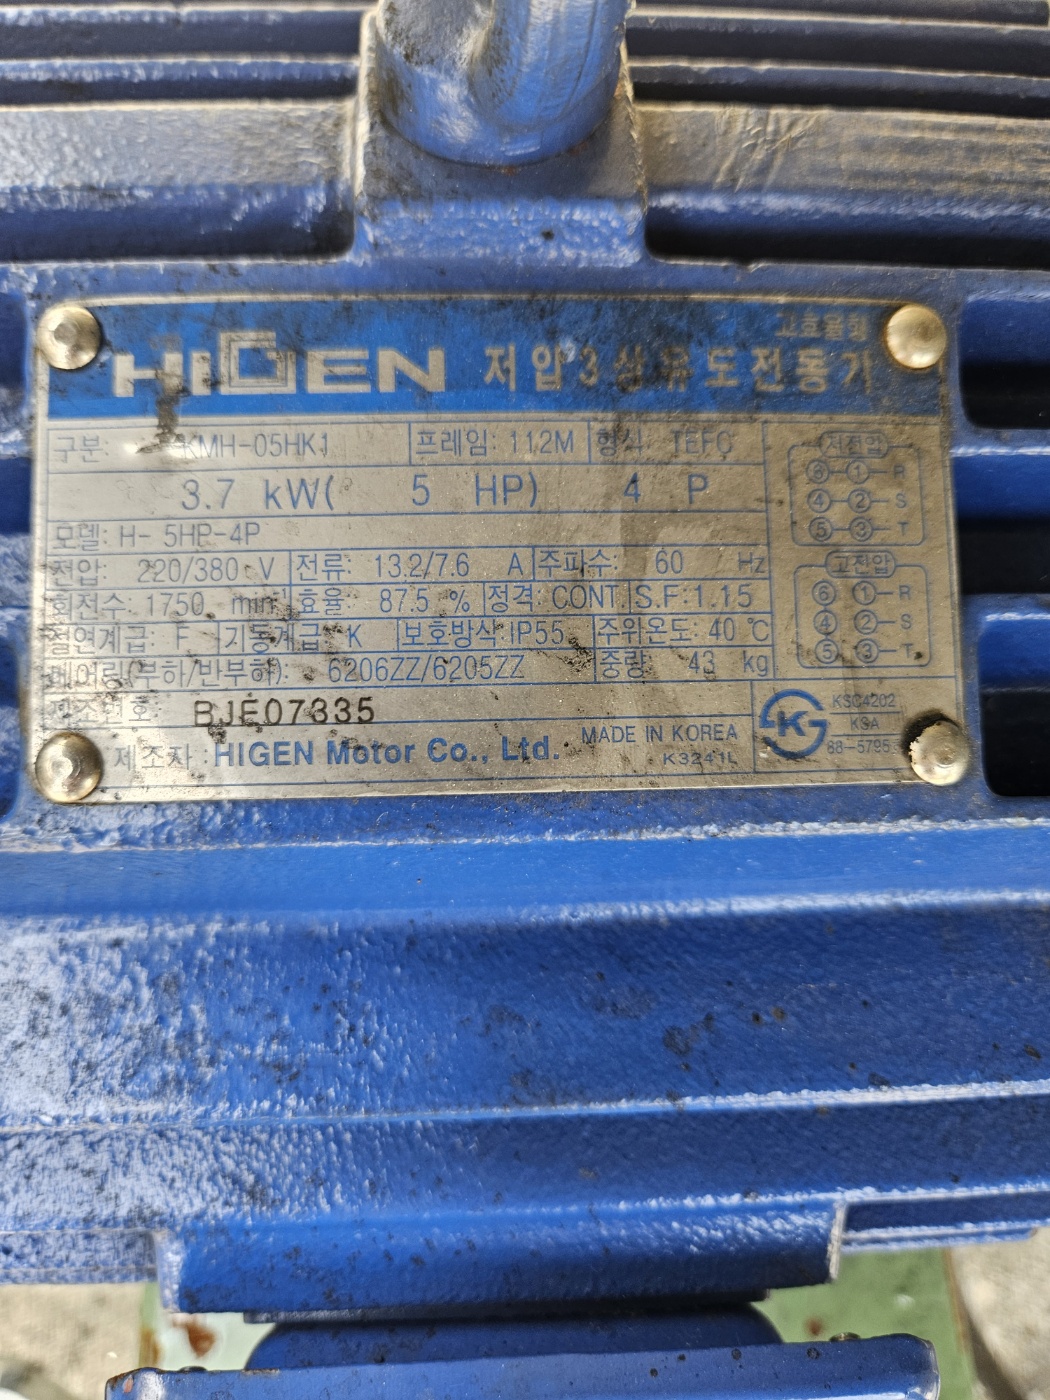 고효율형
HIGEN 저압3상유도전동기
구분: KMH-05HK1 프레임: 112M 형식: TEFC
3.7 kW( 5 HP) 4 P
모델: H- 5HP-4P
전압: 220/380 V 전류: 13.2/7.6 A 주파수: 60 Hz
회전수: 1750 min 효율: 87.5 % 정격: CONT S.F: 1.15
절연계급: F 기동계급: K 보호방식: IP55 주위온도: 40 ℃
베어링(부하/반부하): 6206ZZ/6205ZZ 중량: 43 kg
제조번호: BJE07335
제조자: HIGEN Motor Co., Ltd. MADE IN KOREA
K3241L
저전압
⑥ ① R
④ ② S
⑤ ③ T
고전압
⑥ ① R
④ ② S
⑤ ③ T
KSC4202
KSA
88-5795